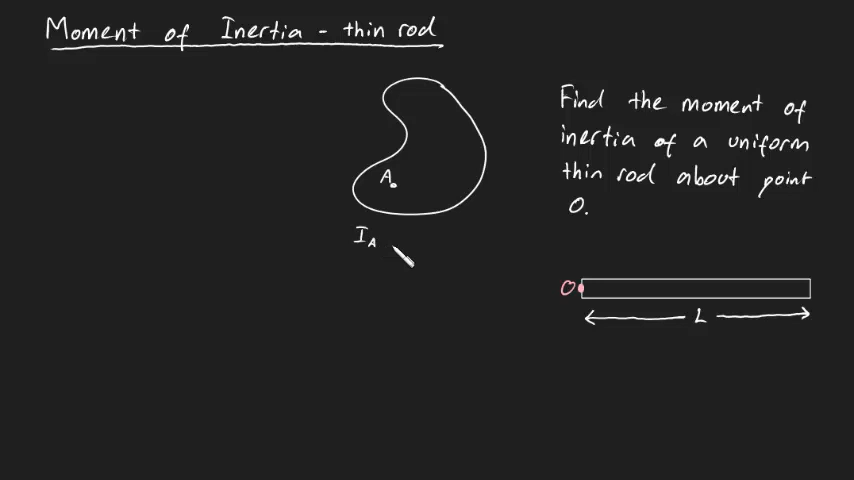 Moment of Inertia - thin rod
Find the moment of
inertia of a uniform
thin rod about point
O.
A
I_A
O
L